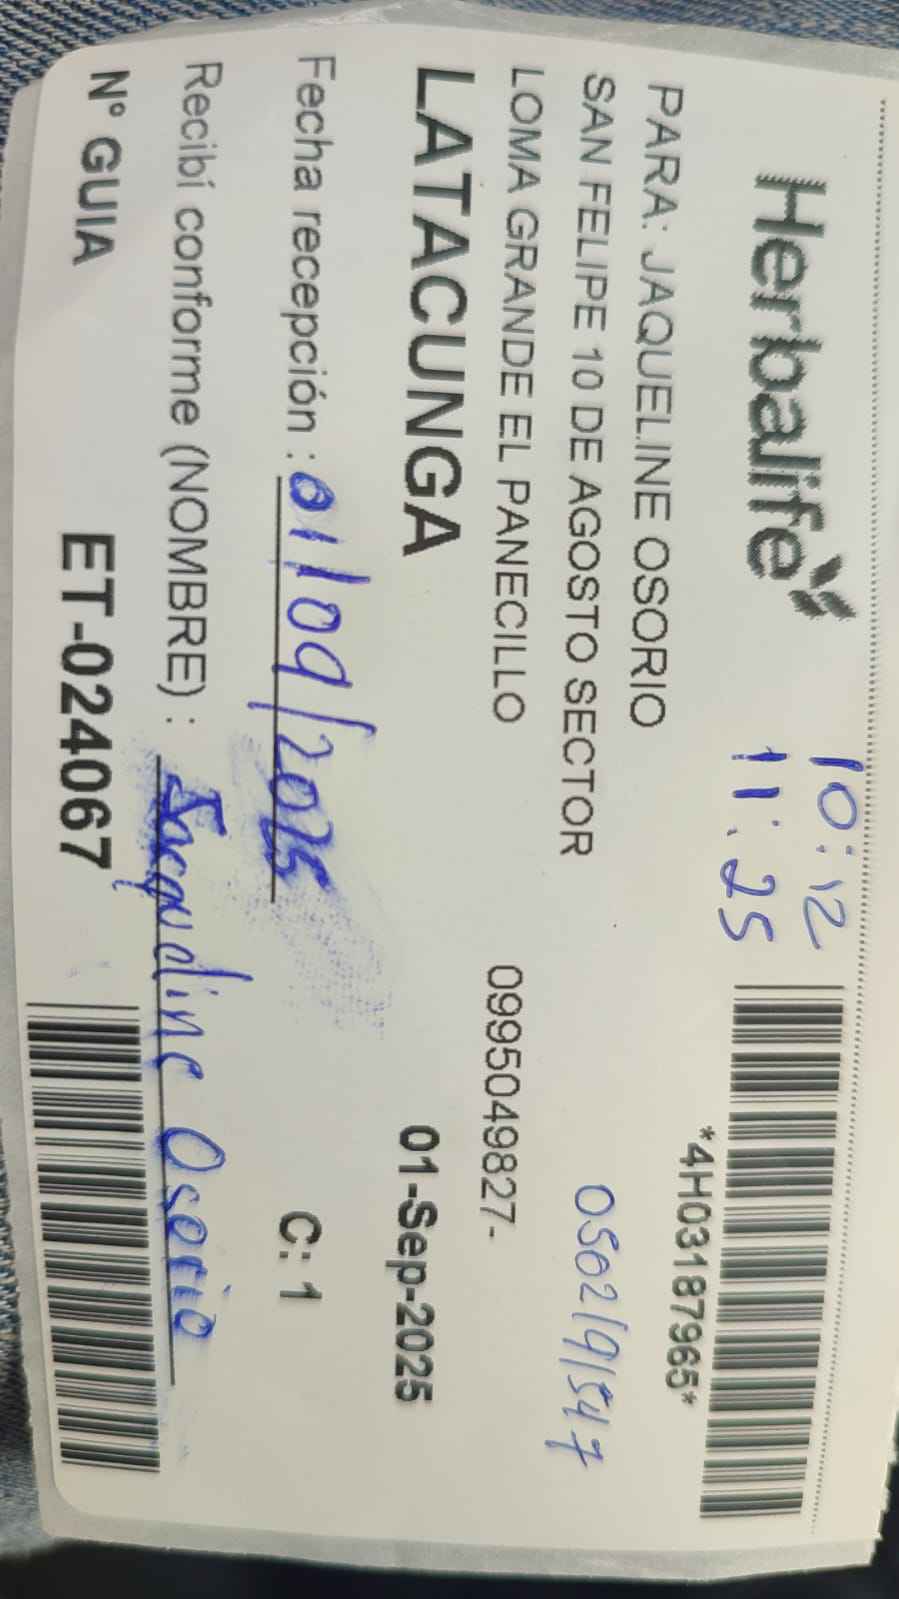 Herbalife
10:12
11:25
*4H03187965*
PARA: JAQUELINE OSORIO
SAN FELIPE 10 DE AGOSTO SECTOR
0502191547
LOMA GRANDE EL PANECILLO
0995049827-
LATACUNGA
01-Sep-2025
Fecha recepción : 01/09/2025
C: 1
Recibí conforme (NOMBRE) : Jaqueline Osorio
N° GUIA ET-024067